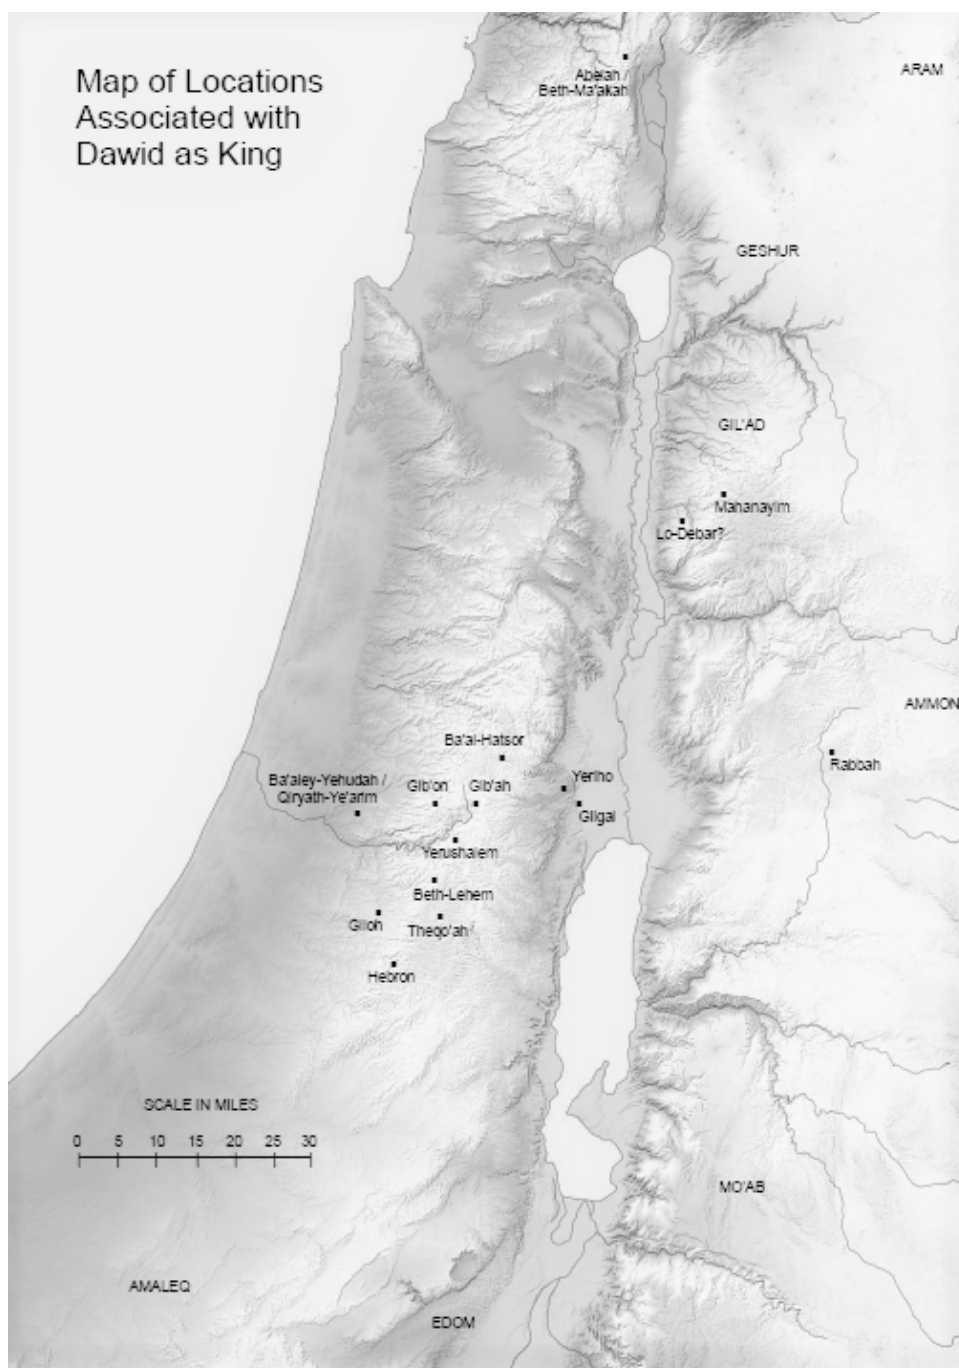 Map of Locations
Associated with
Dawid as King
Abelah /
Beth-Ma'akah
ARAM
GESHUR
GIL'AD
Mahanayim
Lo-Debar?
AMMON
Ba'al-Hatsor
Rabbah
Ba'aley-Yehudah /
Qiryath-Ye'arim
Gib'on
Gib'ah
Yeriho
Gilgal
Yerushalem
Beth-Lehem
Giloh
Theqo'ah
Hebron
SCALE IN MILES
0 5 10 15 20 25 30
MO'AB
AMALEQ
EDOM